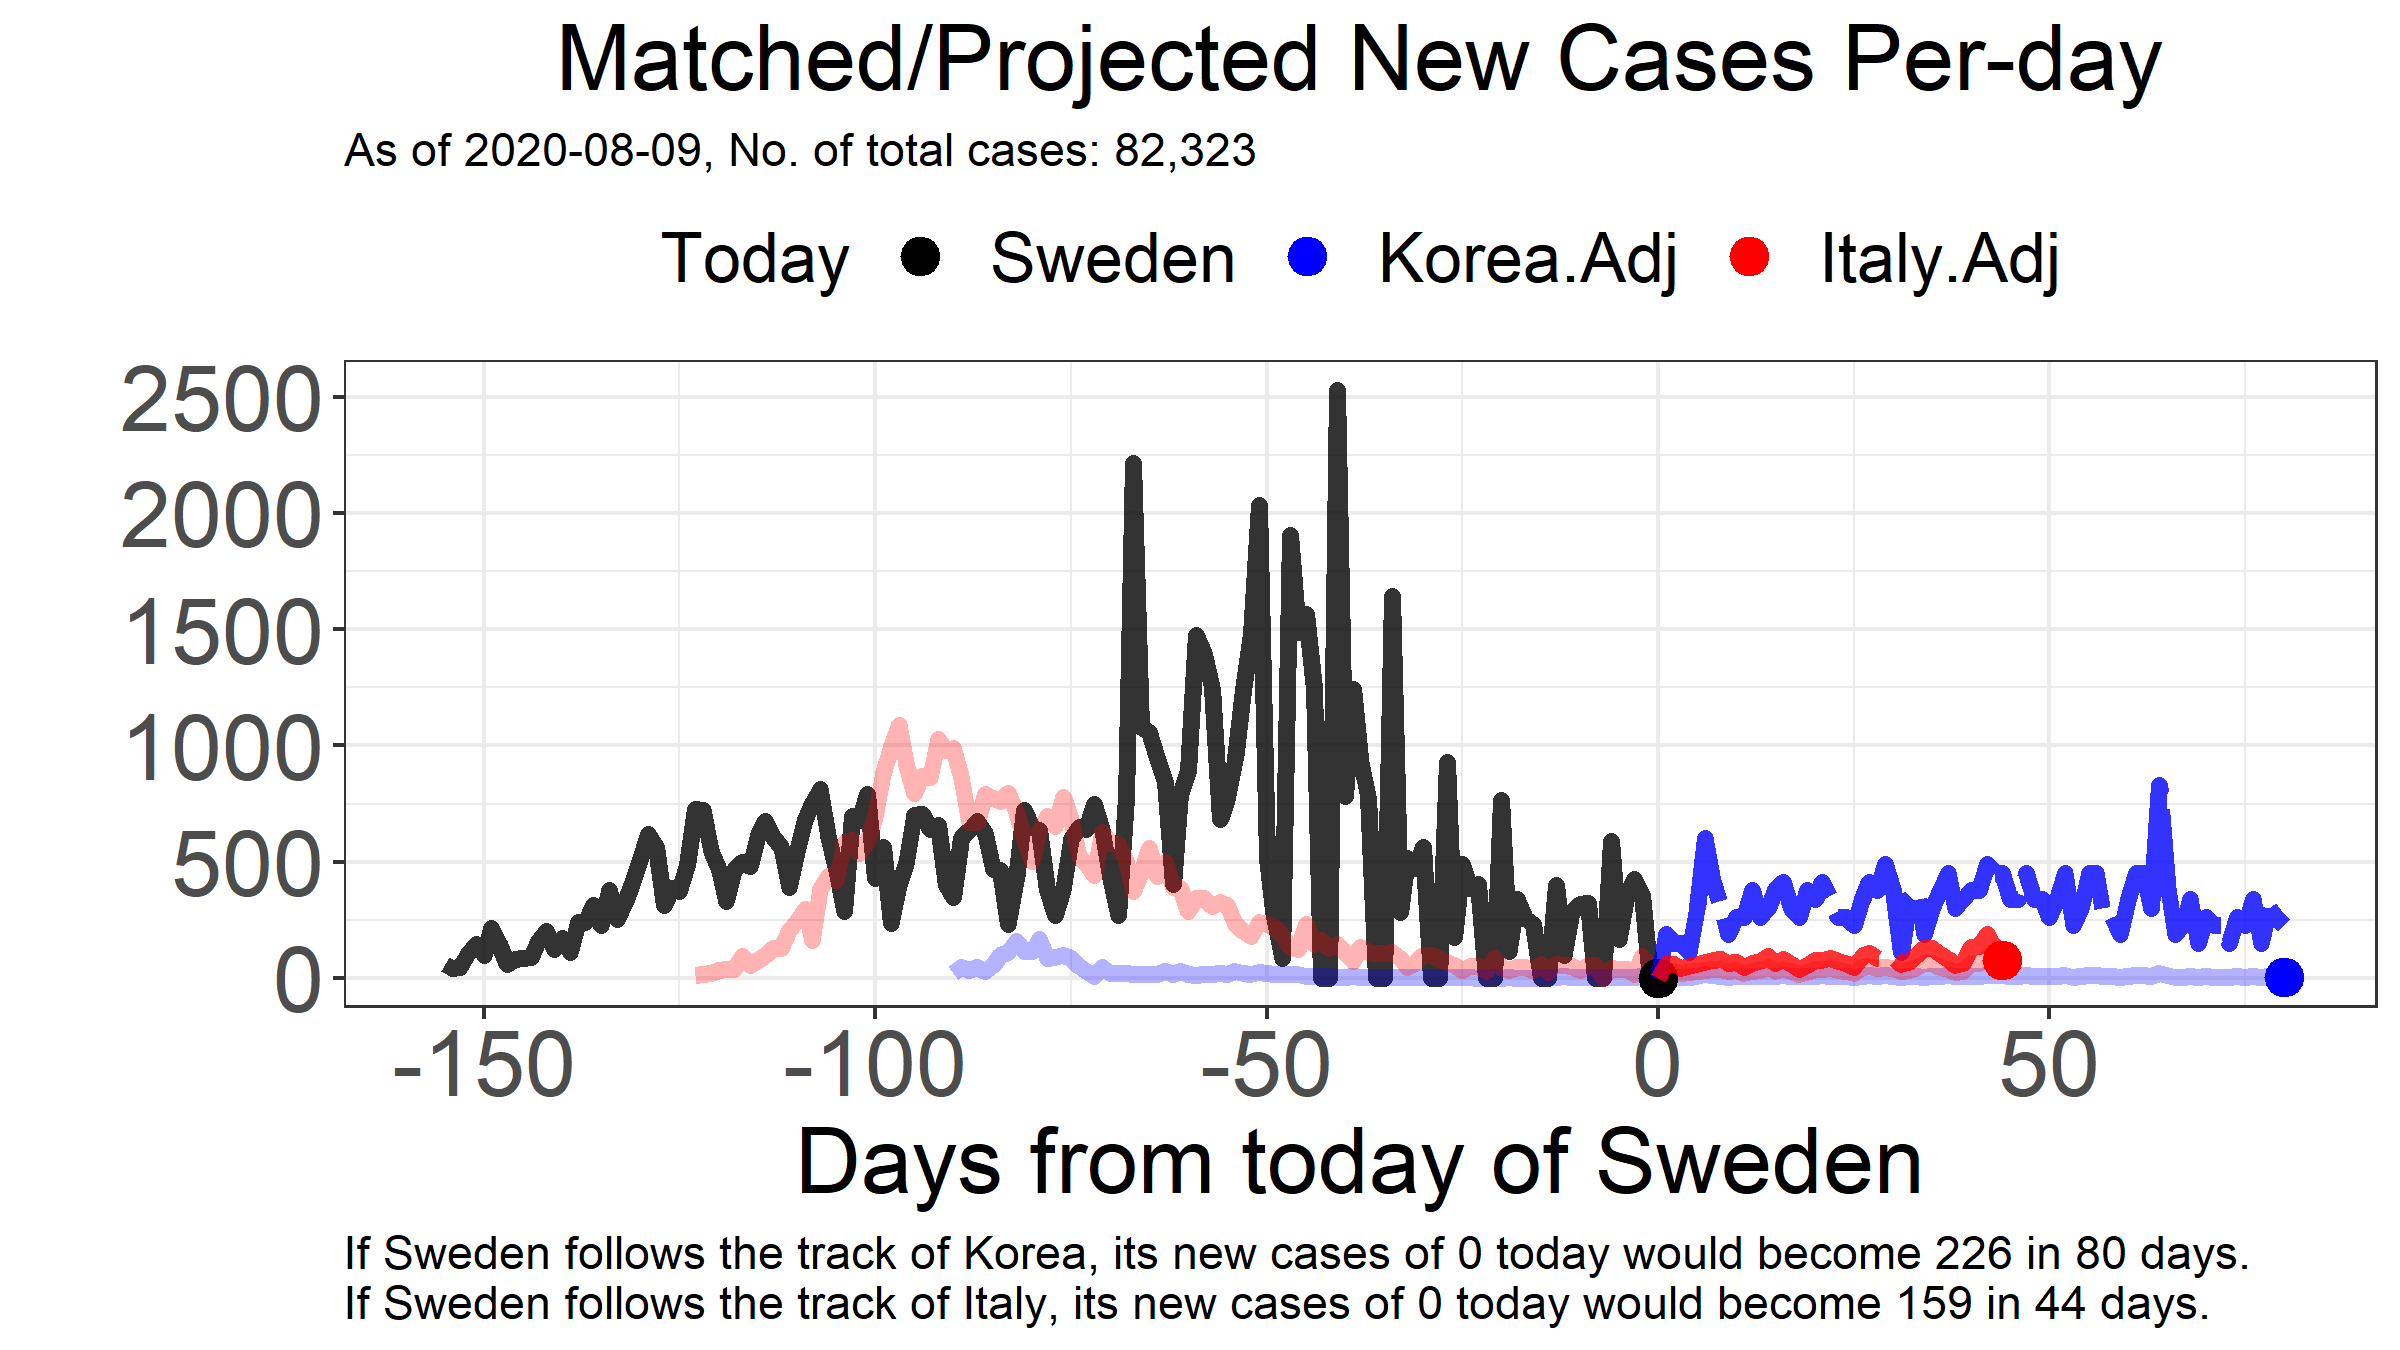 Matched/Projected New Cases Per-day
As of 2020-08-09, No. of total cases: 82,323
Today Sweden Korea.Adj Italy.Adj
2500
2000
1500
1000
500
0
-150 -100 -50 0 50
Days from today of Sweden
If Sweden follows the track of Korea, its new cases of 0 today would become 226 in 80 days.
If Sweden follows the track of Italy, its new cases of 0 today would become 159 in 44 days.